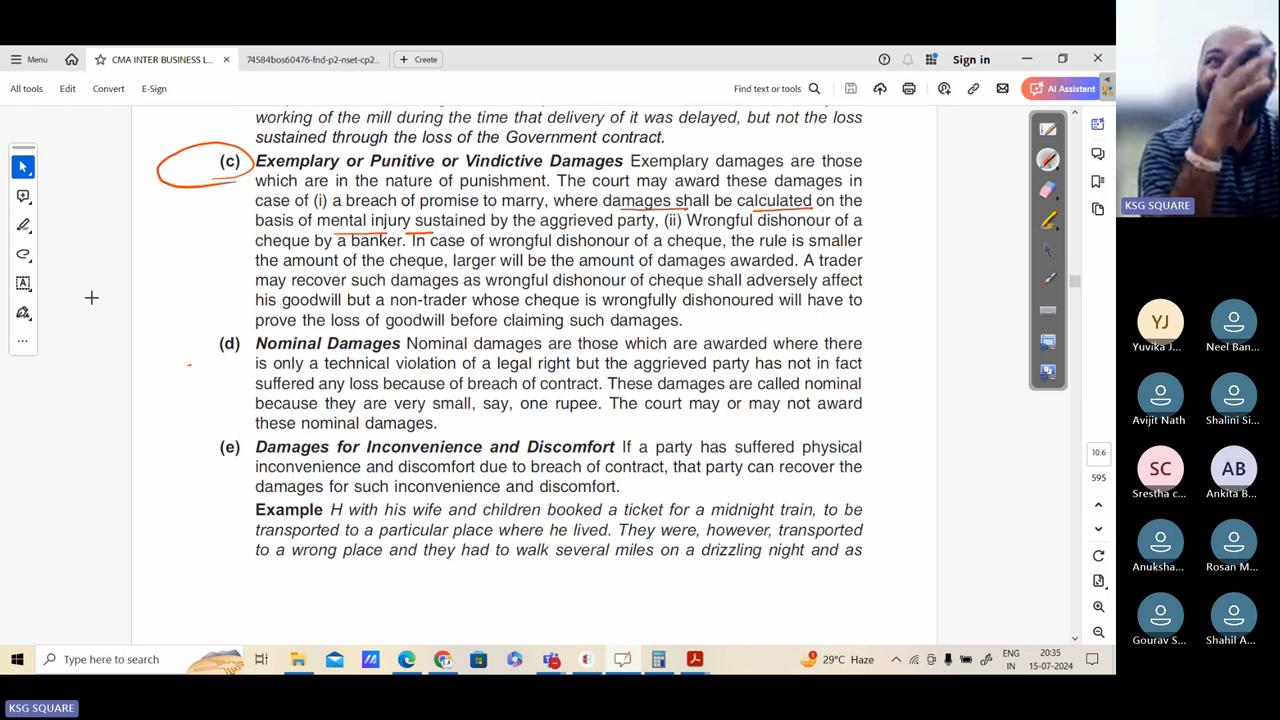 Menu
CMA INTER BUSINESS L...
74584bos60476-fnd-p2-nset-cp2...
Create
Sign in
All tools
Edit
Convert
E-Sign
Find text or tools
AI Assistant
working of the mill during the time that delivery of it was delayed, but not the loss
sustained through the loss of the Government contract.
(c) Exemplary or Punitive or Vindictive Damages Exemplary damages are those
which are in the nature of punishment. The court may award these damages in
case of (i) a breach of promise to marry, where damages shall be calculated on the
basis of mental injury sustained by the aggrieved party, (ii) Wrongful dishonour of a
cheque by a banker. In case of wrongful dishonour of a cheque, the rule is smaller
the amount of the cheque, larger will be the amount of damages awarded. A trader
may recover such damages as wrongful dishonour of cheque shall adversely affect
his goodwill but a non-trader whose cheque is wrongfully dishonoured will have to
prove the loss of goodwill before claiming such damages.
(d) Nominal Damages Nominal damages are those which are awarded where there
is only a technical violation of a legal right but the aggrieved party has not in fact
suffered any loss because of breach of contract. These damages are called nominal
because they are very small, say, one rupee. The court may or may not award
these nominal damages.
(e) Damages for Inconvenience and Discomfort If a party has suffered physical
inconvenience and discomfort due to breach of contract, that party can recover the
damages for such inconvenience and discomfort.
Example H with his wife and children booked a ticket for a midnight train, to be
transported to a particular place where he lived. They were, however, transported
to a wrong place and they had to walk several miles on a drizzling night and as
10.6
595
KSG SQUARE
YJ
Yuvika J...
Neel Ban...
Avijit Nath
Shalini Si...
SC
Srestha c...
AB
Ankita B...
Anuksha...
Rosan M...
Gourav S...
Shahil A...
Type here to search
29°C Haze
ENG
IN
20:35
15-07-2024
KSG SQUARE